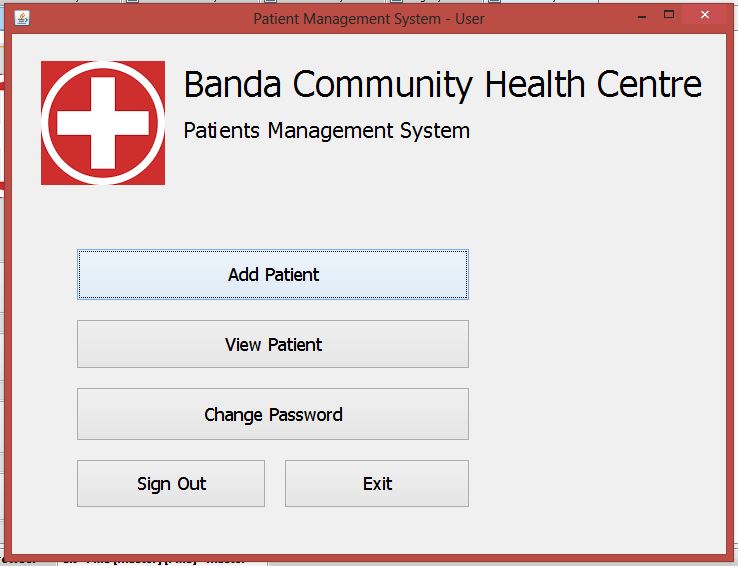 Patient Management System - User
Banda Community Health Centre
Patients Management System
Add Patient
View Patient
Change Password
Sign Out
Exit